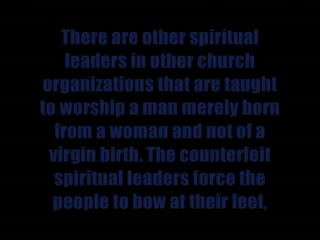 There are other spiritual
leaders in other church
organizations that are taught
to worship a man merely born
from a woman and not of a
virgin birth. The counterfeit
spiritual leaders force the
people to bow at their feet,